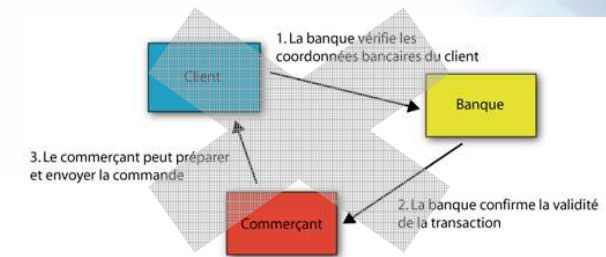 1. La banque vérifie les
coordonnées bancaires du client
Client
Banque
3. Le commerçant peut préparer
et envoyer la commande
2. La banque confirme la validité
de la transaction
Commerçant